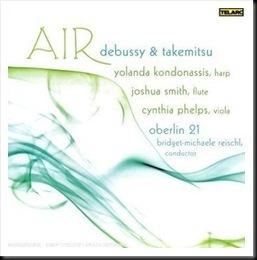 TELARC
AIR
debussy & takemitsu
yolanda kondonassis, harp
joshua smith, flute
cynthia phelps, viola
oberlin 21
bridget-michaele reischl,
conductor